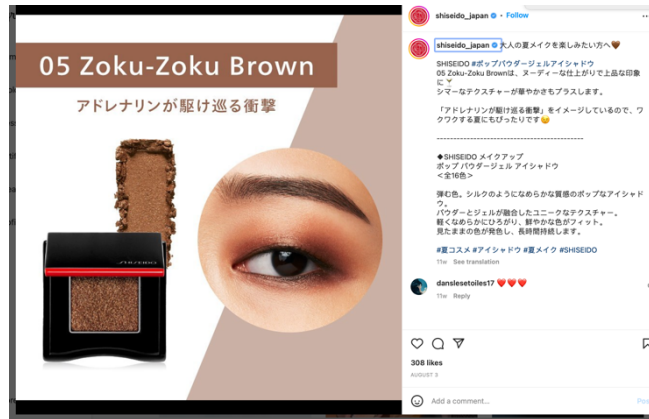 05 Zoku-Zoku Brown
アドレナリンが駆け巡る衝撃
SHISEIDO
shiseido_japan • Follow
shiseido_japan 大人の夏メイクを楽しみたい方へ🤎
SHISEIDO #ポップパウダージェルアイシャドウ
05 Zoku-Zoku Brownは、ヌーディーな仕上がりで上品な印象
に🍸
シマーなテクスチャーが華やかさもプラスします。
「アドレナリンが駆け巡る衝撃」をイメージしているので、ワ
クワクする夏にもぴったりです😊
--------------------------------------------
◆SHISEIDO メイクアップ
ポップ パウダージェル アイシャドウ
<全16色>
弾む色。シルクのようになめらかな質感のポップなアイシャド
ウ。
パウダーとジェルが融合したユニークなテクスチャー。
軽くなめらかにひろがり、鮮やかな色がフィット。
見たままの色が発色し、長時間持続します。
#夏コスメ #アイシャドウ #夏メイク #SHISEIDO
11w See translation
danslesetoiles17 ❤️❤️❤️
11w Reply
308 likes
AUGUST 3
Add a comment...